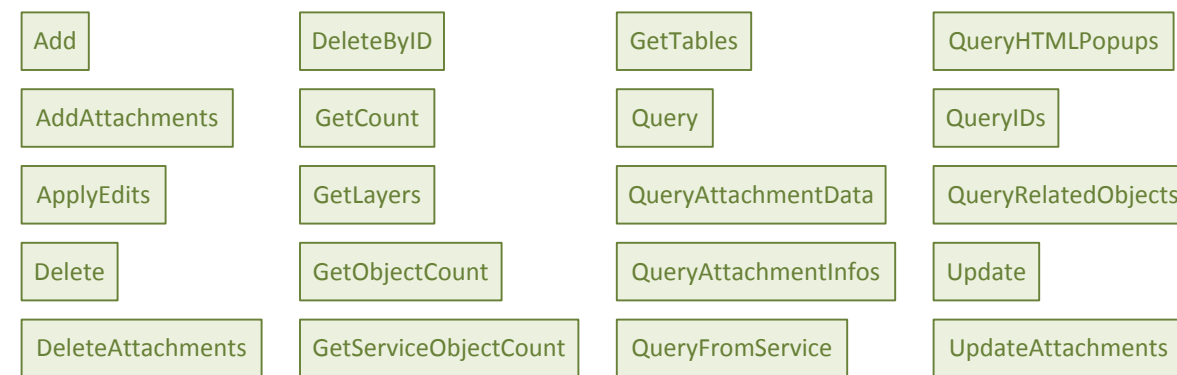 Add
AddAttachments
ApplyEdits
Delete
DeleteAttachments
DeleteByID
GetCount
GetLayers
GetObjectCount
GetServiceObjectCount
GetTables
Query
QueryAttachmentData
QueryAttachmentInfos
QueryFromService
QueryHTMLPopups
QueryIDs
QueryRelatedObjects
Update
UpdateAttachments